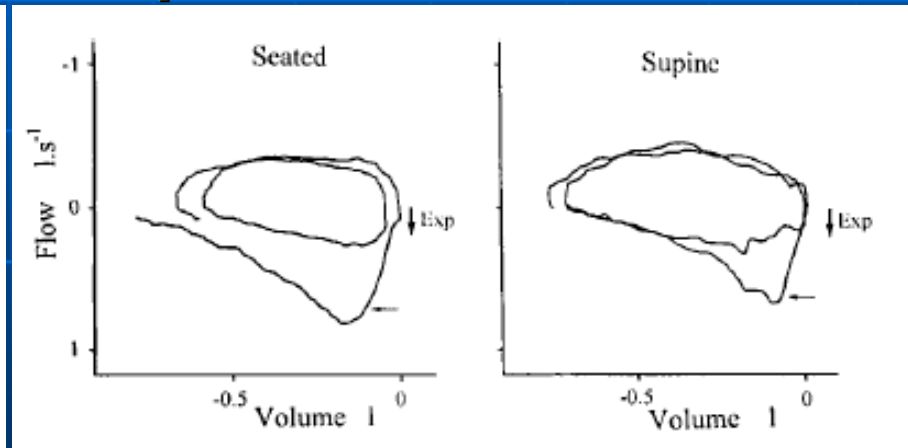 Seated
Supine
-1
Flow l.s-1
0
1
Exp
Exp
-0.5
0
-0.5
0
Volume l
Volume l